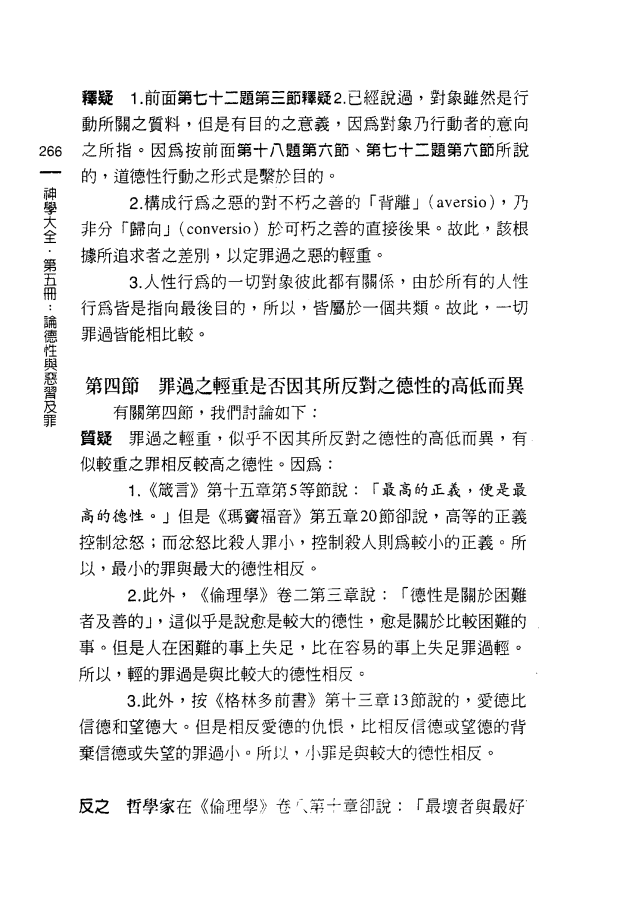 釋疑　1.前面第七十二題第三節釋疑2.已經說過，對象雖然是行
動所關之質料，但是有目的之意義，因爲對象乃行動者的意向
之所指。因爲按前面第十八題第六節、第七十二題第六節所說
的，道德性行動之形式是繫於目的。
2.構成行爲之惡的對不朽之善的「背離」（aversio），乃
非分「歸向」（conversio）於可朽之善的直接後果。故此，該根
據所追求者之差別，以定罪過之惡的輕重。
3.人性行爲的一切對象彼此都有關係，由於所有的人性
行爲皆是指向最後目的，所以，皆屬於一個共類。故此，一切
罪過皆能相比較。
第四節　罪過之輕重是否因其所反對之德性的高低而異
有關第四節，我們討論如下：
質疑　罪過之輕重，似乎不因其所反對之德性的高低而異，有
似較重之罪相反較高之德性。因爲：
1.《箴言》第十五章第5等節說：「最高的正義，便是最
高的德性。」但是《瑪竇福音》第五章20節卻說，高等的正義
控制忿怒；而忿怒比殺人罪小，控制殺人則爲較小的正義。所
以，最小的罪與最大的德性相反。
2.此外，《倫理學》卷二第三章說：「德性是關於困難
者及善的」，這似乎是說愈是較大的德性，愈是關於比較困難的
事。但是人在困難的事上失足，比在容易的事上失足罪過輕。
所以，輕的罪過是與比較大的德性相反。
3.此外，按《格林多前書》第十三章13節說的，愛德比
信德和望德大。但是相反愛德的仇恨，比相反信德或望德的背
棄信德或失望的罪過小。所以，小罪是與較大的德性相反。
反之　哲學家在《倫理學》卷八第十章卻說：「最壞者與最好
266
神學大全．第五冊：論德性與惡習及罪